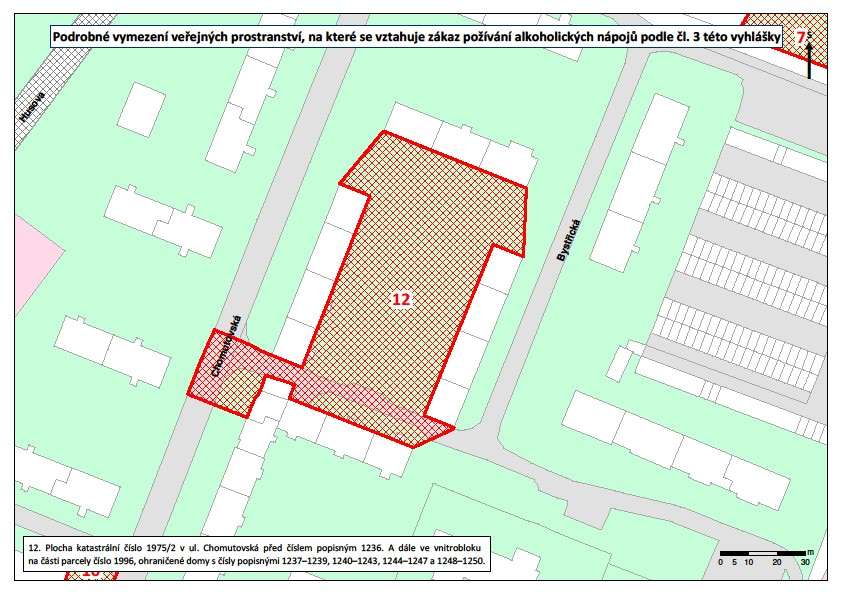 Podrobné vymezení veřejných prostranství, na které se vztahuje zákaz požívání alkoholických nápojů podle čl. 3 této vyhlášky
7
Husova
Bystřická
12
Chomutovská
12. Plocha katastrální číslo 1975/2 v ul. Chomutovská před číslem popisným 1236. A dále ve vnitrobloku
na části parcely číslo 1996, ohraničené domy s čísly popisnými 1237–1239, 1240–1243, 1244–1247 a 1248–1250.
m
0 5 10 20 30